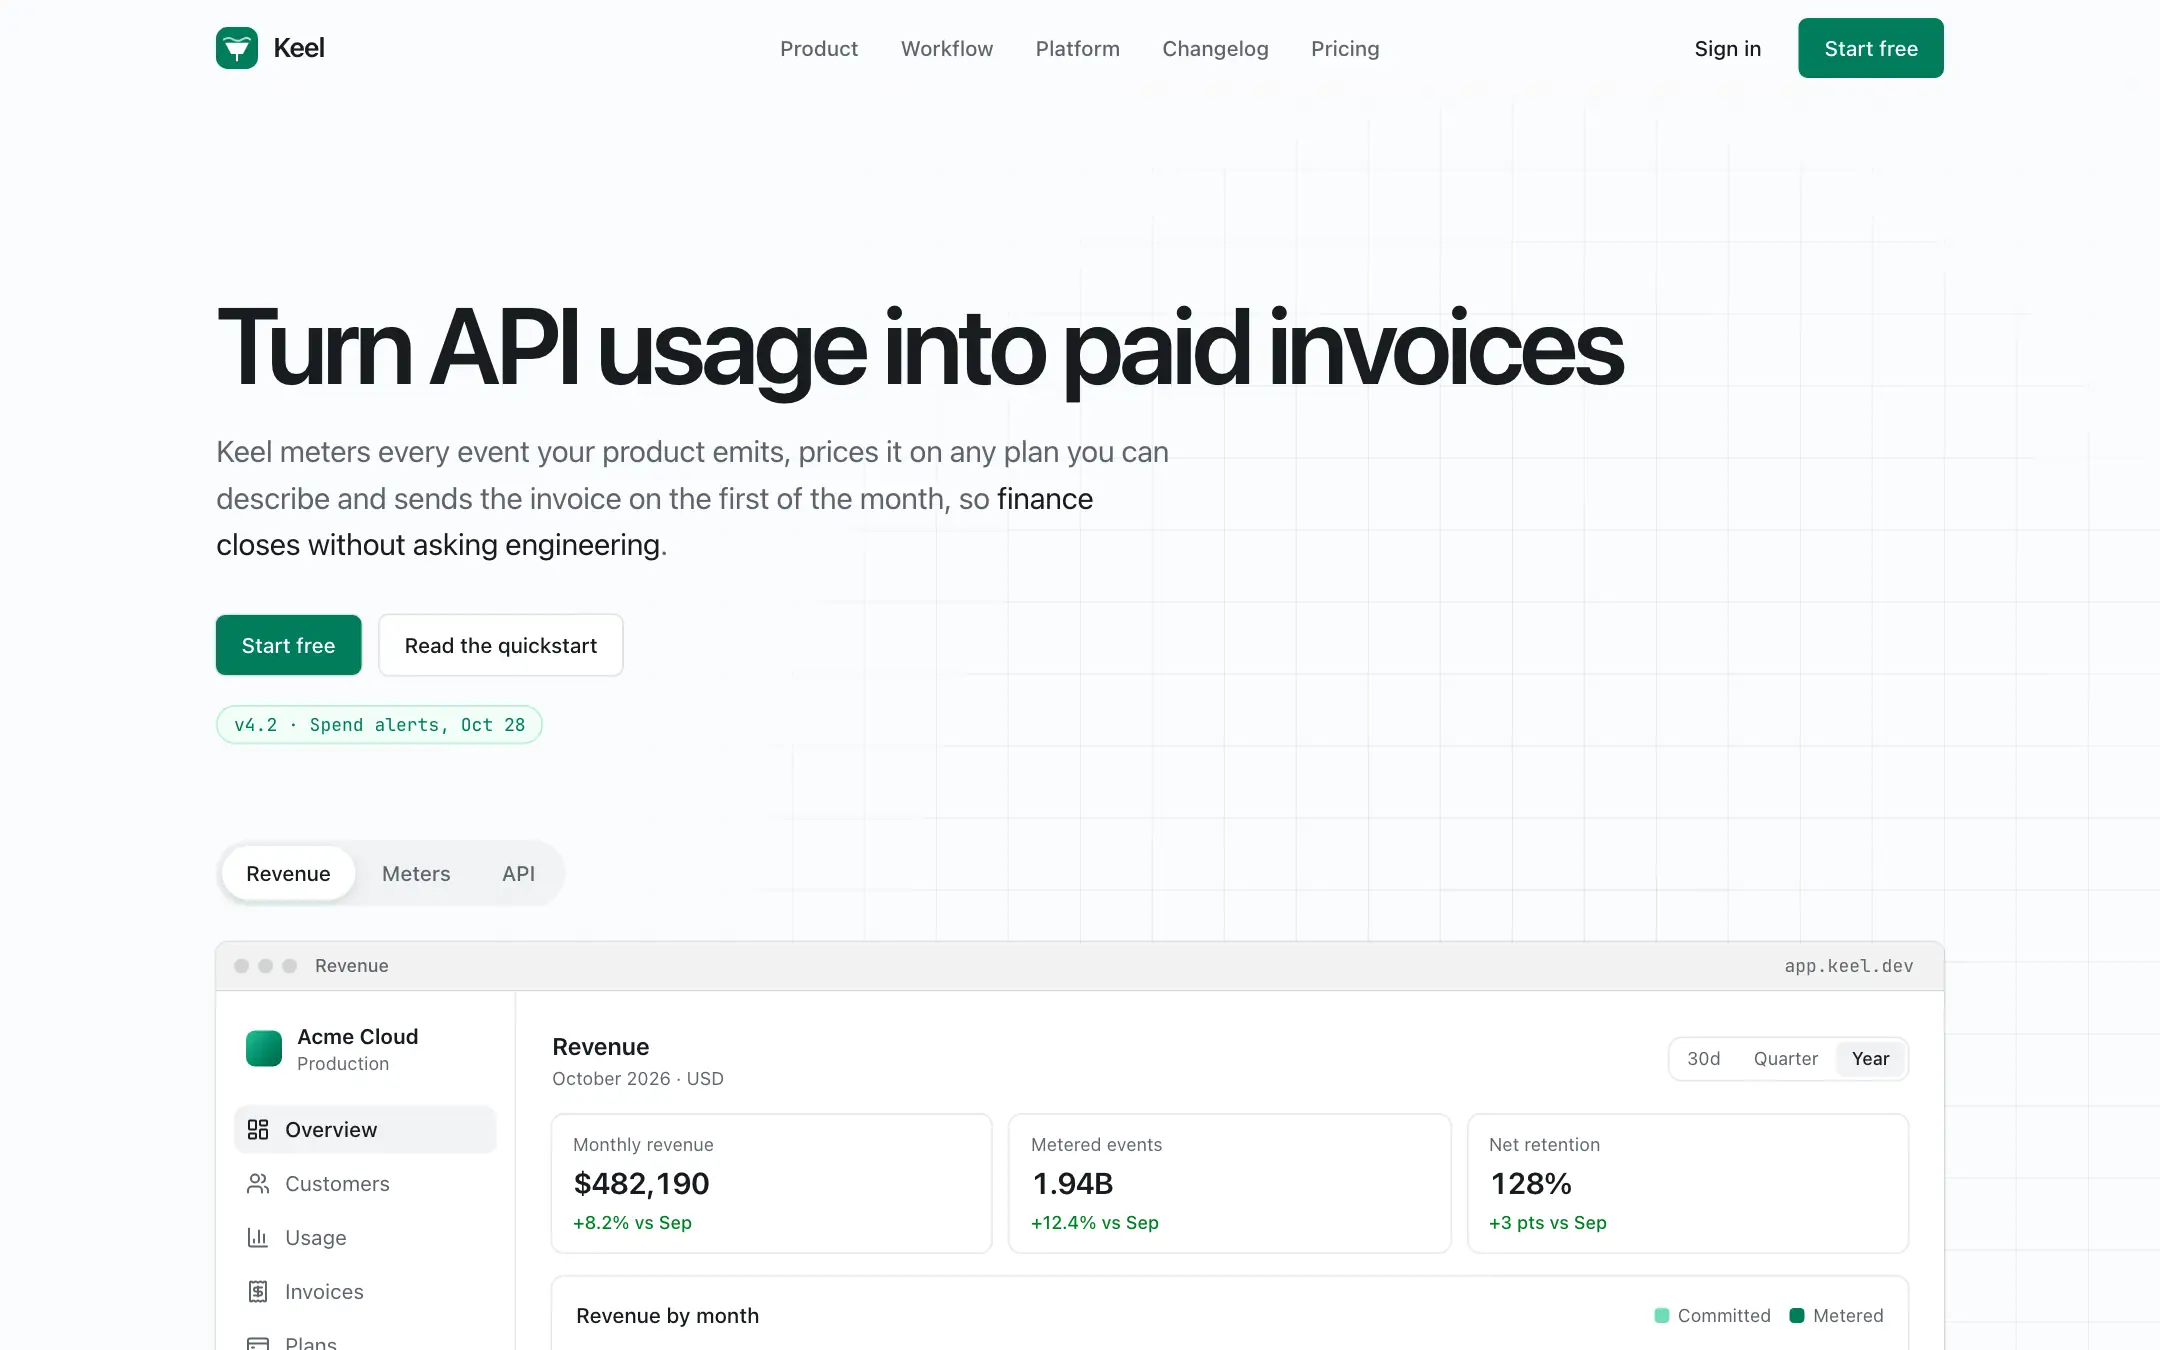 Keel
Product
Workflow
Platform
Changelog
Pricing
Sign in
Start free
Turn API usage into paid invoices
Keel meters every event your product emits, prices it on any plan you can
describe and sends the invoice on the first of the month, so finance
closes without asking engineering.
Start free
Read the quickstart
v4.2 · Spend alerts, Oct 28
Revenue
Meters
API
Revenue
app.keel.dev
Acme Cloud
Production
Overview
Customers
Usage
Invoices
Plans
Revenue
October 2026 · USD
30d
Quarter
Year
Monthly revenue
$482,190
+8.2% vs Sep
Metered events
1.94B
+12.4% vs Sep
Net retention
128%
+3 pts vs Sep
Revenue by month
Committed
Metered